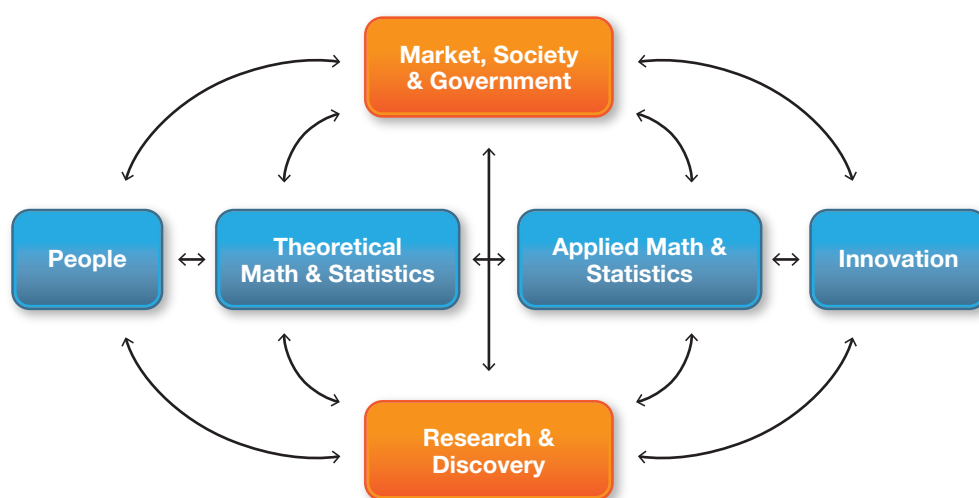 Market, Society
& Government
People
Theoretical
Math & Statistics
Applied Math &
Statistics
Innovation
Research &
Discovery